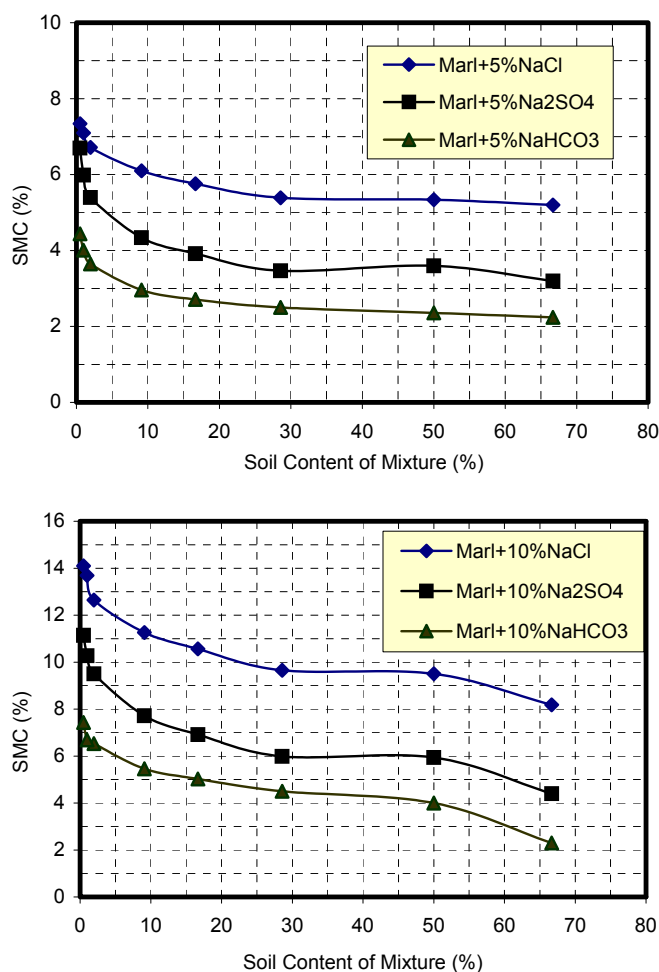 10
8
6
4
2
0
SMC (%)
Marl+5%NaCl
Marl+5%Na2SO4
Marl+5%NaHCO3
0 10 20 30 40 50 60 70 80
Soil Content of Mixture (%)
16
14
12
10
8
6
4
2
0
SMC (%)
Marl+10%NaCl
Marl+10%Na2SO4
Marl+10%NaHCO3
0 10 20 30 40 50 60 70 80
Soil Content of Mixture (%)